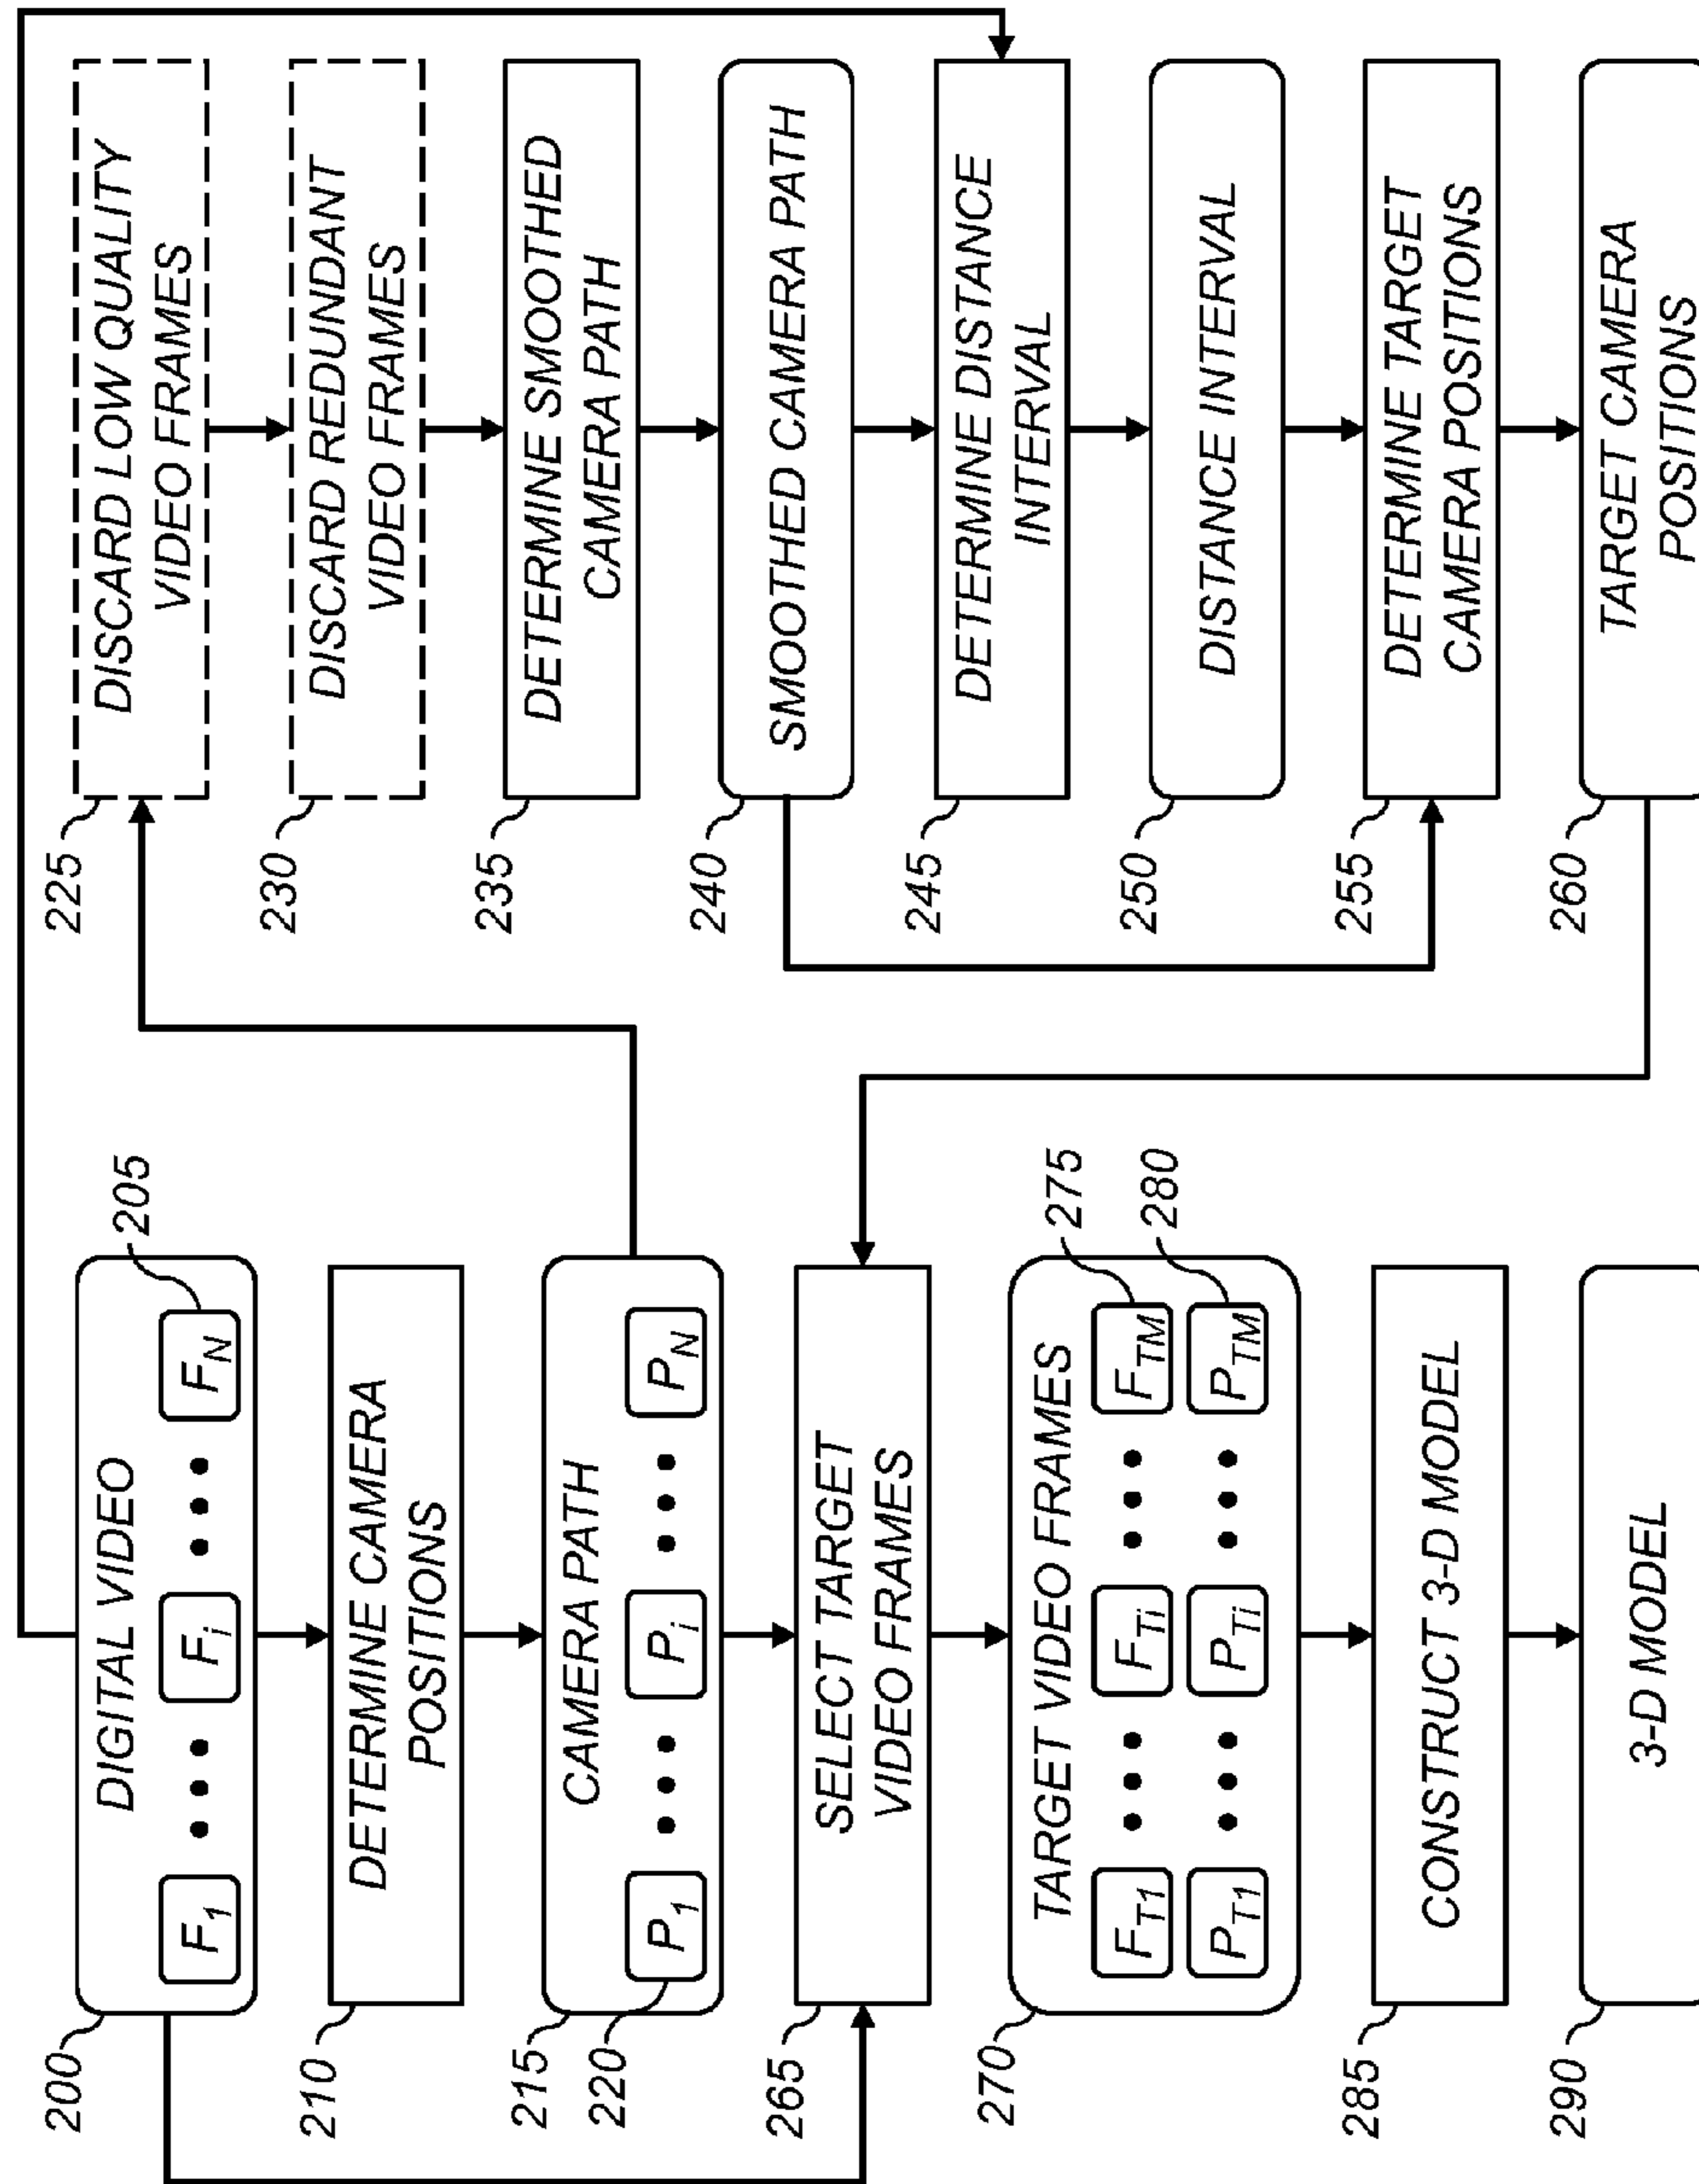 200
DIGITAL VIDEO
F1 ••• Fi ••• FN
205
210
DETERMINE CAMERA
POSITIONS
215
CAMERA PATH
220
P1 ••• Pi ••• PN
265
SELECT TARGET
VIDEO FRAMES
270
TARGET VIDEO FRAMES
FT1 ••• FTi ••• FTM
275
PT1 ••• PTi ••• PTM
280
285
CONSTRUCT 3-D MODEL
290
3-D MODEL
225
DISCARD LOW QUALITY
VIDEO FRAMES
230
DISCARD REDUNDANT
VIDEO FRAMES
235
DETERMINE SMOOTHED
CAMERA PATH
240
SMOOTHED CAMERA PATH
245
DETERMINE DISTANCE
INTERVAL
250
DISTANCE INTERVAL
255
DETERMINE TARGET
CAMERA POSITIONS
260
TARGET CAMERA
POSITIONS